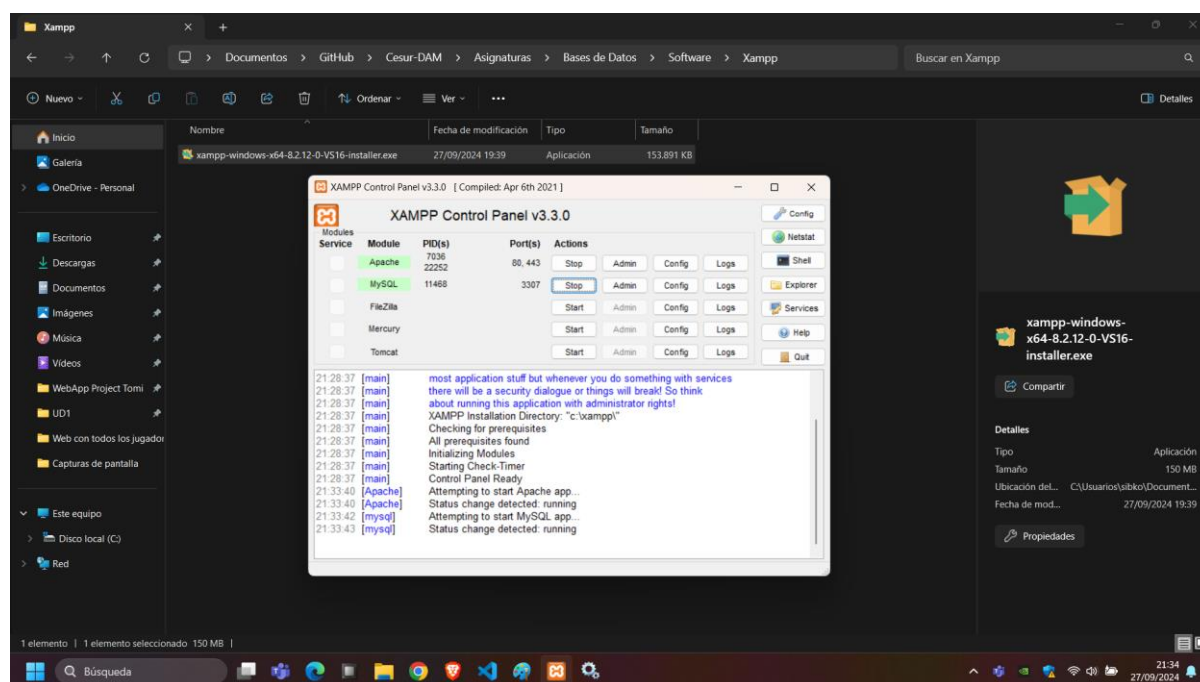 Xampp
Documentos > GitHub > Cesur-DAM > Asignaturas > Bases de Datos > Software > Xampp
Buscar en Xampp
Nuevo
Ordenar
Ver
Detalles
Inicio
Galería
OneDrive - Personal
Escritorio
Descargas
Documentos
Imágenes
Música
Vídeos
WebApp Project Tomi
UD1
Web con todos los jugador
Capturas de pantalla
Este equipo
Disco local (C:)
Red
Nombre Fecha de modificación Tipo Tamaño
xampp-windows-x64-8.2.12-0-VS16-installer.exe 27/09/2024 19:39 Aplicación 153.891 KB
XAMPP Control Panel v3.3.0 [ Compiled: Apr 6th 2021 ]
XAMPP Control Panel v3.3.0
Modules
Service Module PID(s) Port(s) Actions
Apache 7036 22252 80, 443 Stop Admin Config Logs
MySQL 11468 3307 Stop Admin Config Logs
FileZilla Start Admin Config Logs
Mercury Start Admin Config Logs
Tomcat Start Admin Config Logs
Config
Netstat
Shell
Explorer
Services
Help
Quit
21:28:37 [main] most application stuff but whenever you do something with services
21:28:37 [main] there will be a security dialogue or things will break! So think
21:28:37 [main] about running this application with administrator rights!
21:28:37 [main] XAMPP Installation Directory: "c:\xampp\"
21:28:37 [main] Checking for prerequisites
21:28:37 [main] All prerequisites found
21:28:37 [main] Initializing Modules
21:28:37 [main] Starting Check-Timer
21:28:37 [main] Control Panel Ready
21:33:40 [Apache] Attempting to start Apache app...
21:33:40 [Apache] Status change detected: running
21:33:42 [mysql] Attempting to start MySQL app...
21:33:43 [mysql] Status change detected: running
xampp-windows-
x64-8.2.12-0-VS16-
installer.exe
Compartir
Detalles
Tipo Aplicación
Tamaño 150 MB
Ubicación del... C:\Usuarios\sibko\Document...
Fecha de mod... 27/09/2024 19:39
Propiedades
1 elemento | 1 elemento seleccionado 150 MB |
Búsqueda
21:34
27/09/2024